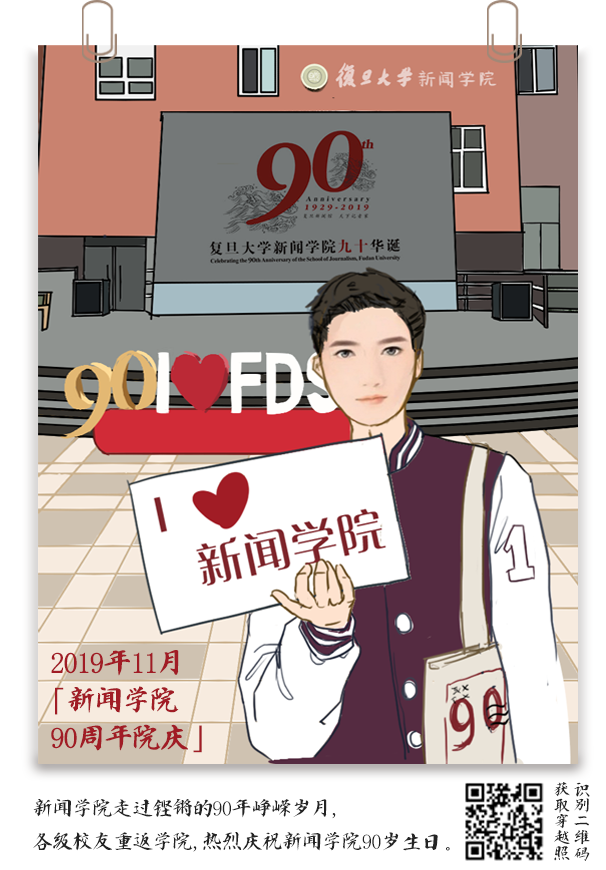 復旦大学 新闻学院
90th
Anniversary
1929-2019
复旦大学新闻学院九十华诞
Celebrating the 90th Anniversary of the School of Journalism, Fudan University
90 I FDS
I
新闻学院
1
90
2019年11月
「新闻学院
90周年院庆」
新闻学院走过铿锵的90年峥嵘岁月,
各级校友重返学院,热烈庆祝新闻学院90岁生日。
识别二维码
获取穿越照